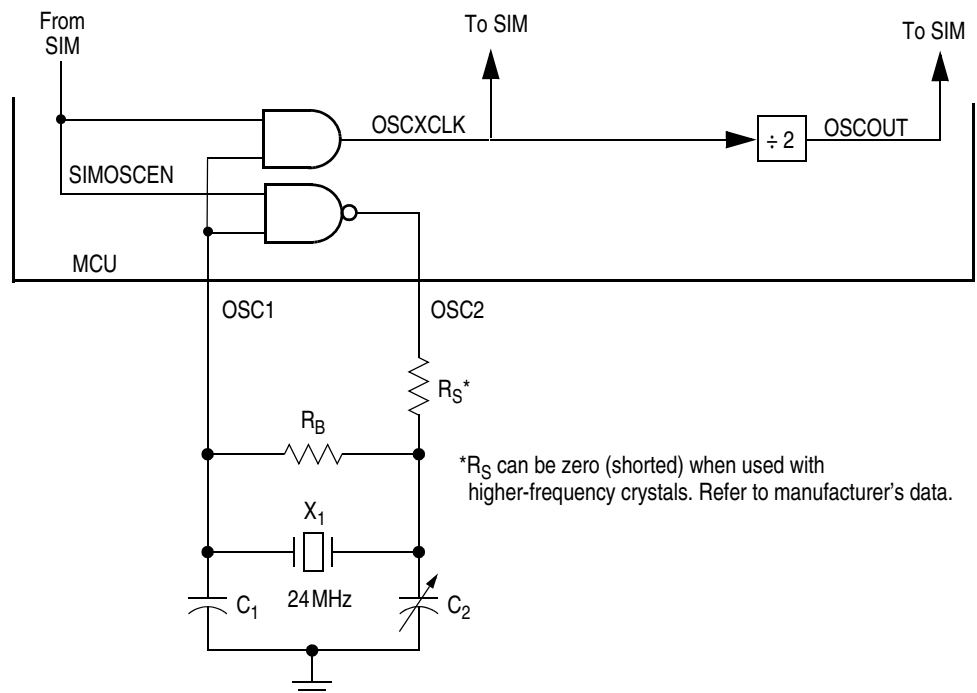 From
SIM
To SIM
To SIM
OSCXCLK
÷ 2
OSCOUT
SIMOSCEN
MCU
OSC1
OSC2
RS*
RB
*RS can be zero (shorted) when used with
higher-frequency crystals. Refer to manufacturer’s data.
X1
24MHz
C1
C2